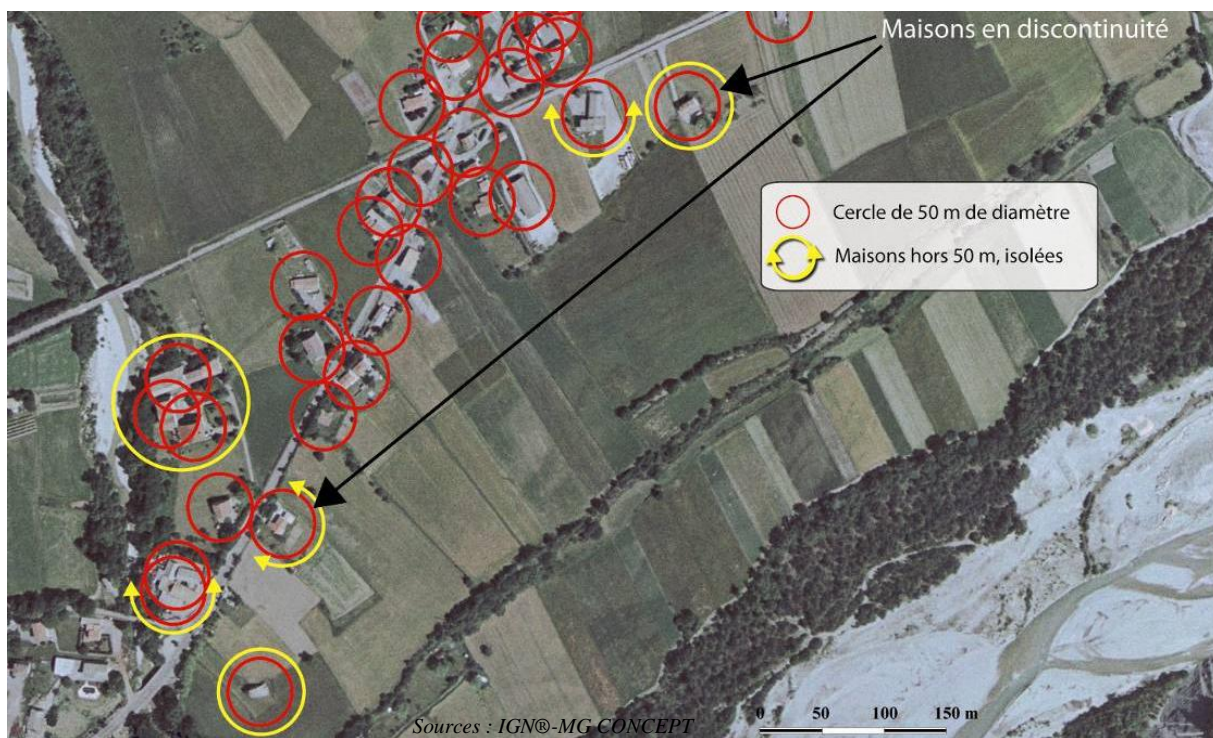 Maisons en discontinuité
Cercle de 50 m de diamètre
Maisons hors 50 m, isolées
Sources : IGN®-MG CONCEPT
0 50 100 150 m